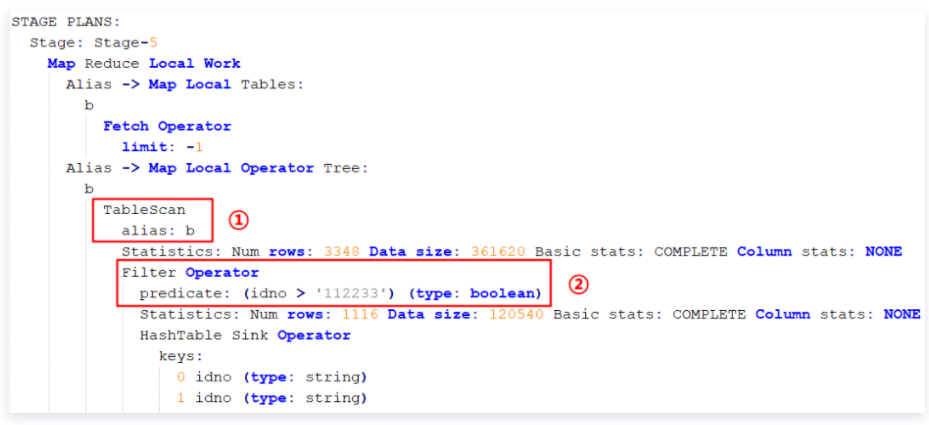 STAGE PLANS:
Stage: Stage-5
Map Reduce Local Work
Alias -> Map Local Tables:
b
Fetch Operator
limit: -1
Alias -> Map Local Operator Tree:
b
TableScan
①
alias: b
Statistics: Num rows: 3348 Data size: 361620 Basic stats: COMPLETE Column stats: NONE
Filter Operator
②
predicate: (idno > '112233') (type: boolean)
Statistics: Num rows: 1116 Data size: 120540 Basic stats: COMPLETE Column stats: NONE
HashTable Sink Operator
keys:
0 idno (type: string)
1 idno (type: string)